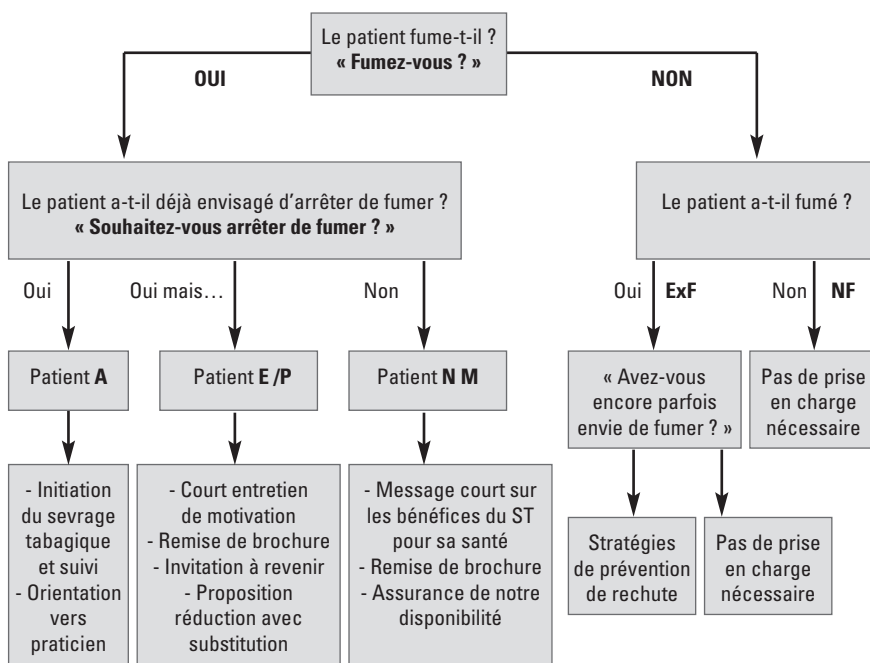 Le patient fume-t-il ?
« Fumez-vous ? »
OUI
NON
Le patient a-t-il déjà envisagé d'arrêter de fumer ?
« Souhaitez-vous arrêter de fumer ? »
Le patient a-t-il fumé ?
Oui
Oui mais…
Non
Oui ExF
Non NF
Patient A
Patient E /P
Patient N M
« Avez-vous
encore parfois
envie de fumer ? »
Pas de prise
en charge
nécessaire
- Initiation
du sevrage
tabagique
et suivi
- Orientation
vers
praticien
- Court entretien
de motivation
- Remise de brochure
- Invitation à revenir
- Proposition
réduction avec
substitution
- Message court sur
les bénéfices du ST
pour sa santé
- Remise de brochure
- Assurance de notre
disponibilité
Stratégies
de prévention
de rechute
Pas de prise
en charge
nécessaire